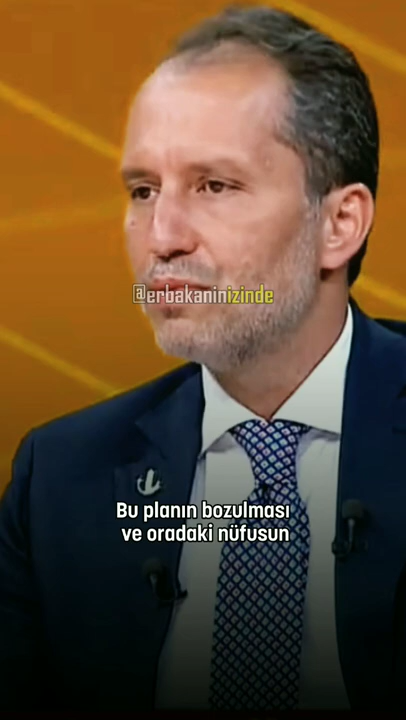 @erbakaninizinde
Bu planın bozulması
ve oradaki nüfusun